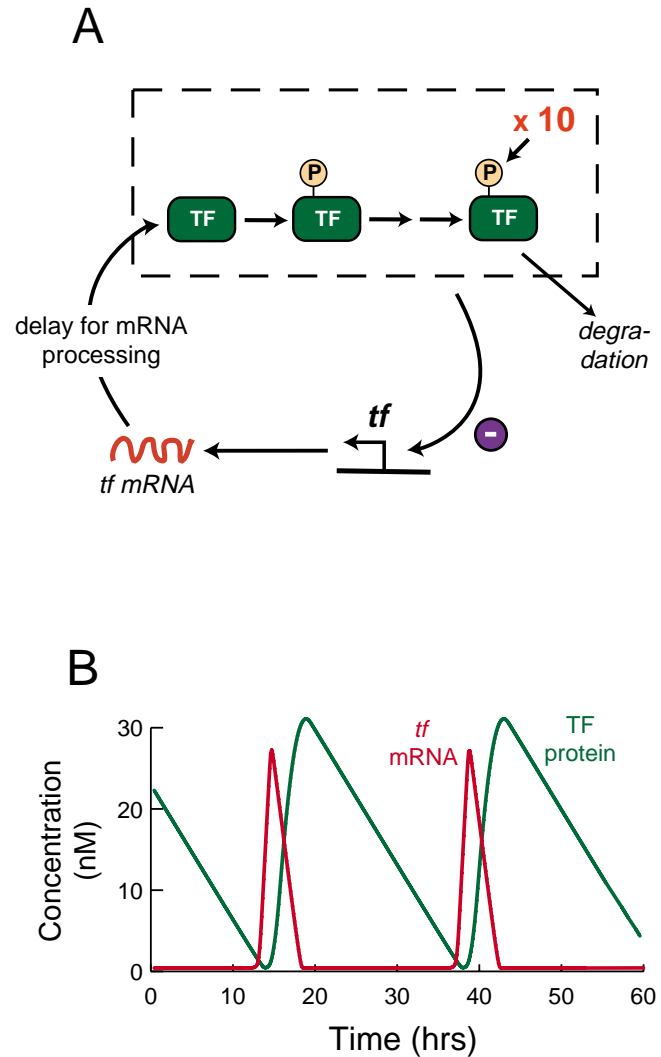 A
x 10
P
P
TF
TF
TF
delay for mRNA
processing
degra-
dation
tf
-
tf mRNA
B
30
20
10
0
Concentration
(nM)
tf
mRNA
TF
protein
0
10
20
30
40
50
60
Time (hrs)